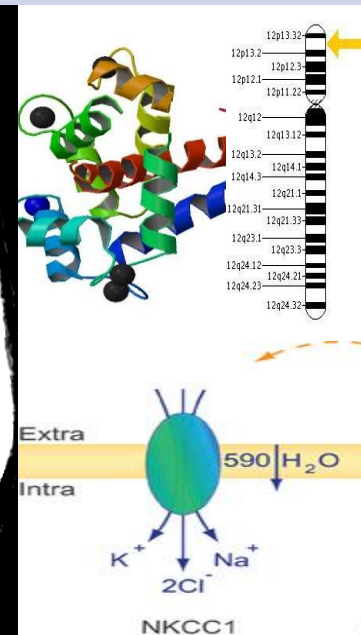 12p13.32
12p13.2
12p12.3
12p12.1
12p11.22
12q12
12q13.12
12q13.2
12q14.1
12q14.3
12q21.1
12q21.31
12q21.33
12q23.1
12q23.3
12q24.12
12q24.21
12q24.23
12q24.32
Extra
590 H₂O
Intra
K⁺ Na⁺
2Cl⁻
NKCC1